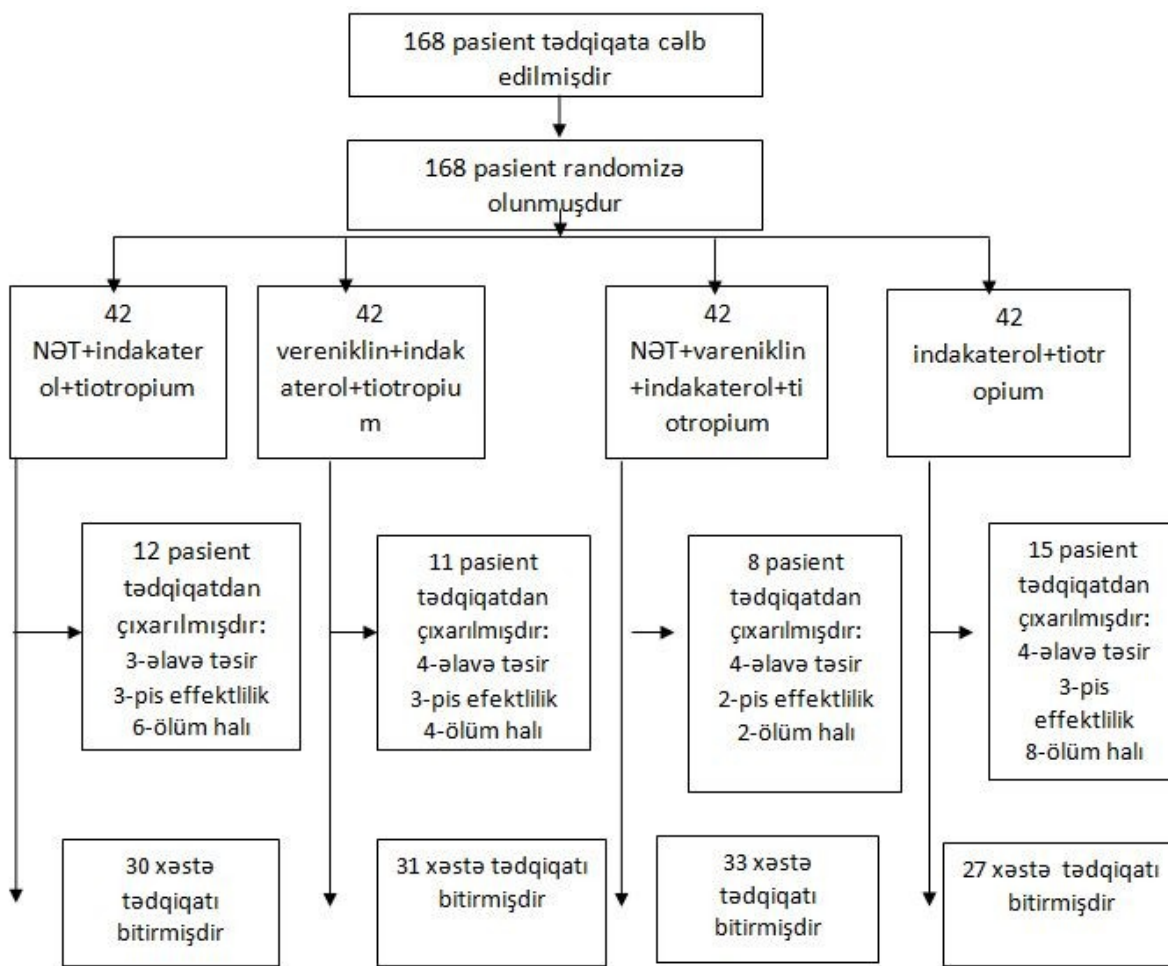 168 pasient tədqiqata cəlb
edilmişdir
168 pasient randomizə
olunmuşdur
42
NƏT+indakater
ol+tiotropium
42
vereniklin+indak
aterol+tiotropiu
m
42
NƏT+vareniklin
+indakaterol+ti
otropium
42
indakaterol+tiotr
opium
12 pasient
tədqiqatdan
çıxarılmışdır:
3-əlavə təsir
3-pis effektlilik
6-ölüm halı
11 pasient
tədqiqatdan
çıxarılmışdır:
4-əlavə təsir
3-pis efektlilik
4-ölüm halı
8 pasient
tədqiqatdan
çıxarılmışdır:
4-əlavə təsir
2-pis effektlilik
2-ölüm halı
15 pasient
tədqiqatdan
çıxarılmışdır:
4-əlavə təsir
3-pis
effektlilik
8-ölüm halı
30 xəstə
tədqiqatı
bitirmişdir
31 xəstə tədqiqatı
bitirmişdir
33 xəstə
tədqiqatı
bitirmişdir
27 xəstə tədqiqatı
bitirmişdir